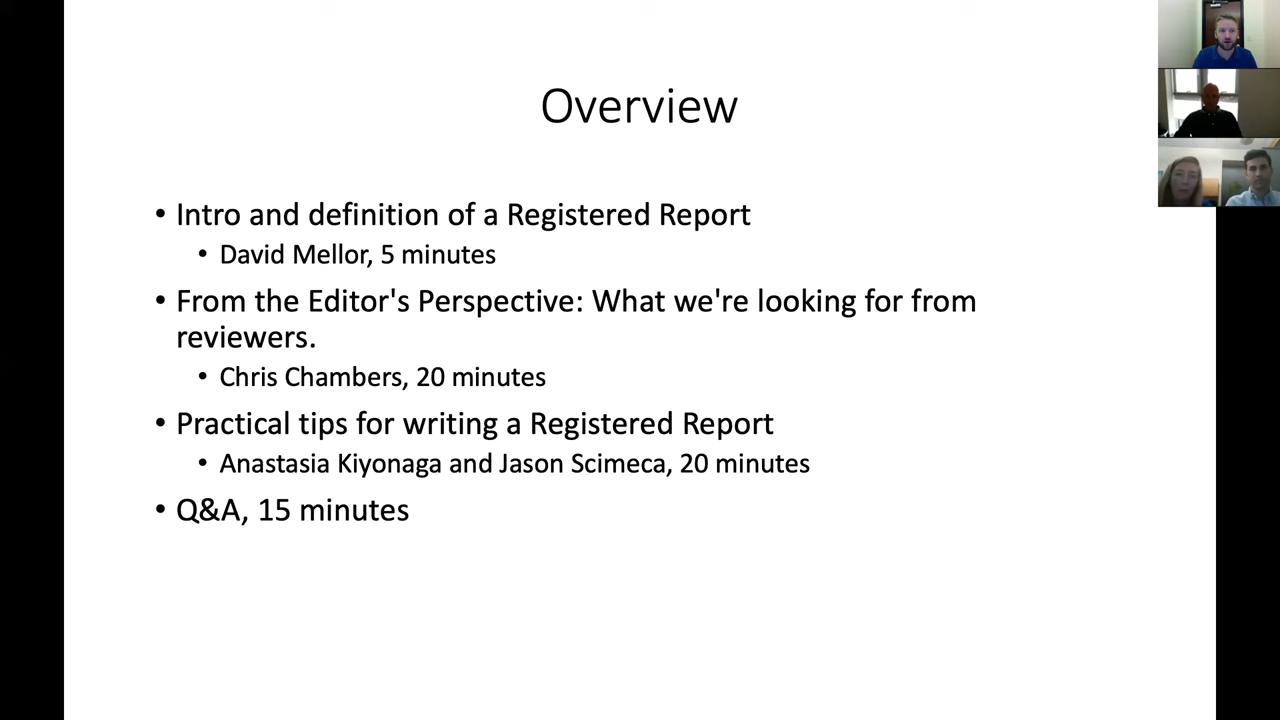 Overview
• Intro and definition of a Registered Report
• David Mellor, 5 minutes
• From the Editor's Perspective: What we're looking for from
reviewers.
• Chris Chambers, 20 minutes
• Practical tips for writing a Registered Report
• Anastasia Kiyonaga and Jason Scimeca, 20 minutes
• Q&A, 15 minutes